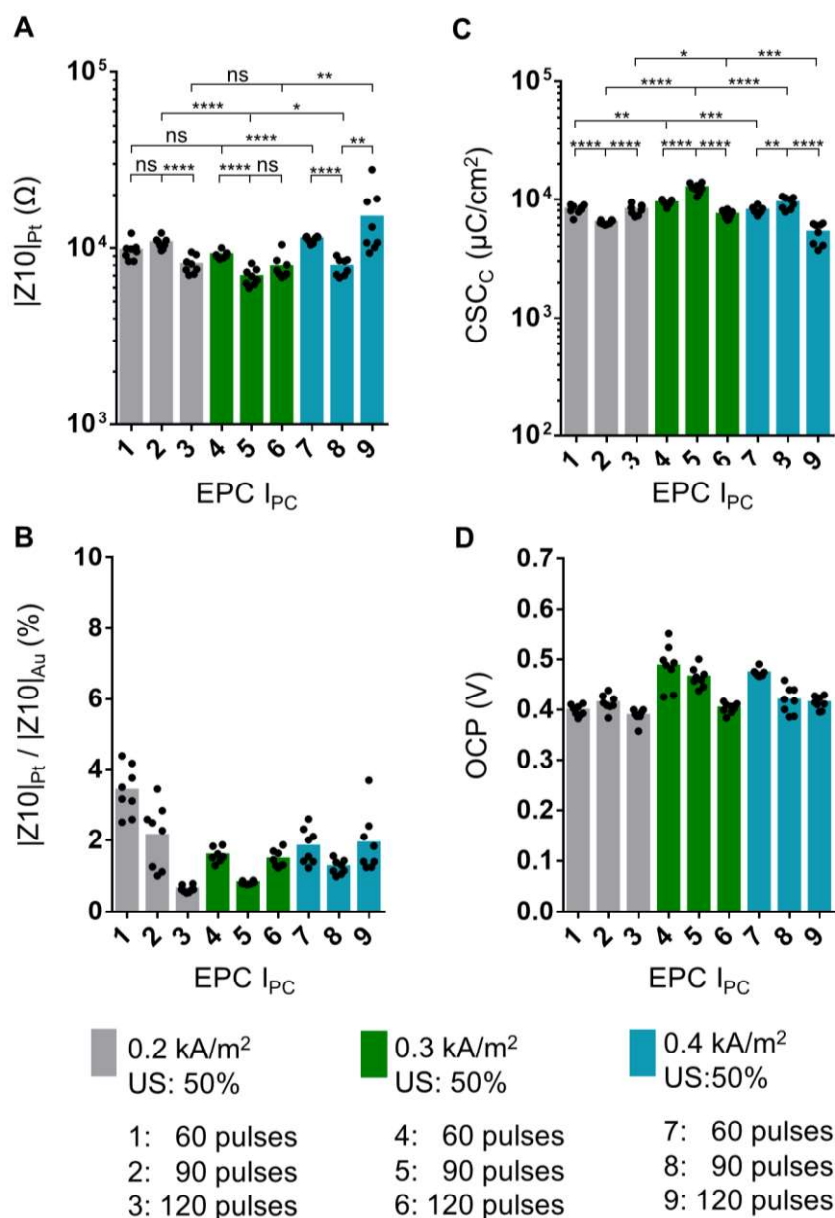 A
|Z10|Pt (Ω)
10⁵
10⁴
10³
ns **
**** *
ns ****
ns **** **** ns **** **
1 2 3 4 5 6 7 8 9
EPC IPC
C
CSCC (µC/cm²)
10⁵
10⁴
10³
10²
* ***
**** ****
** ***
**** **** **** **** ** ****
1 2 3 4 5 6 7 8 9
EPC IPC
B
|Z10|Pt / |Z10|Au (%)
10
8
6
4
2
0
1 2 3 4 5 6 7 8 9
EPC IPC
D
OCP (V)
0.7
0.6
0.5
0.4
0.3
0.2
0.1
0.0
1 2 3 4 5 6 7 8 9
EPC IPC
0.2 kA/m²
US: 50%
1: 60 pulses
2: 90 pulses
3: 120 pulses
0.3 kA/m²
US: 50%
4: 60 pulses
5: 90 pulses
6: 120 pulses
0.4 kA/m²
US:50%
7: 60 pulses
8: 90 pulses
9: 120 pulses